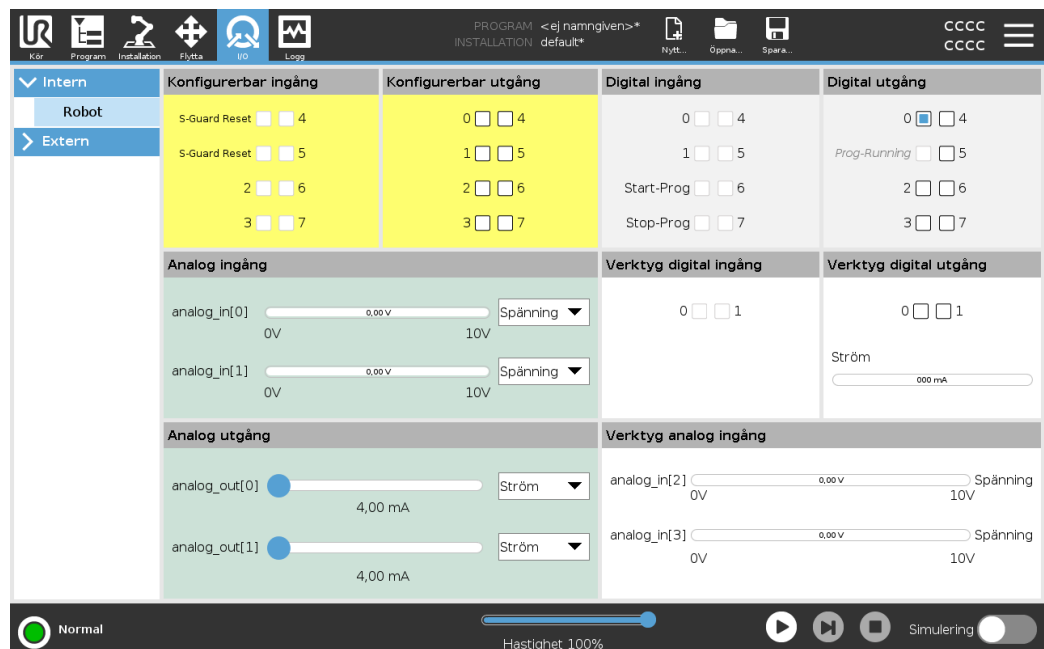 PROGRAM <ej namngiven>*
INSTALLATION default*
CCCC
CCCC
Kör Program Installation Flytta I/O Logg Nytt... Öppna... Spara...
Intern
Robot
Extern
Konfigurerbar ingång
S-Guard Reset 4
S-Guard Reset 5
2 6
3 7
Konfigurerbar utgång
0 4
1 5
2 6
3 7
Digital ingång
0 4
1 5
Start-Prog 6
Stop-Prog 7
Digital utgång
0 4
Prog-Running 5
2 6
3 7
Analog ingång
analog_in[0] 0,00 V Spänning
0V 10V
analog_in[1] 0,00 V Spänning
0V 10V
Verktyg digital ingång
0 1
Verktyg digital utgång
0 1
Ström
000 mA
Analog utgång
analog_out[0] Ström
4,00 mA
analog_out[1] Ström
4,00 mA
Verktyg analog ingång
analog_in[2] 0,00 V Spänning
0V 10V
analog_in[3] 0,00 V Spänning
0V 10V
Normal
Hastighet 100%
Simulering